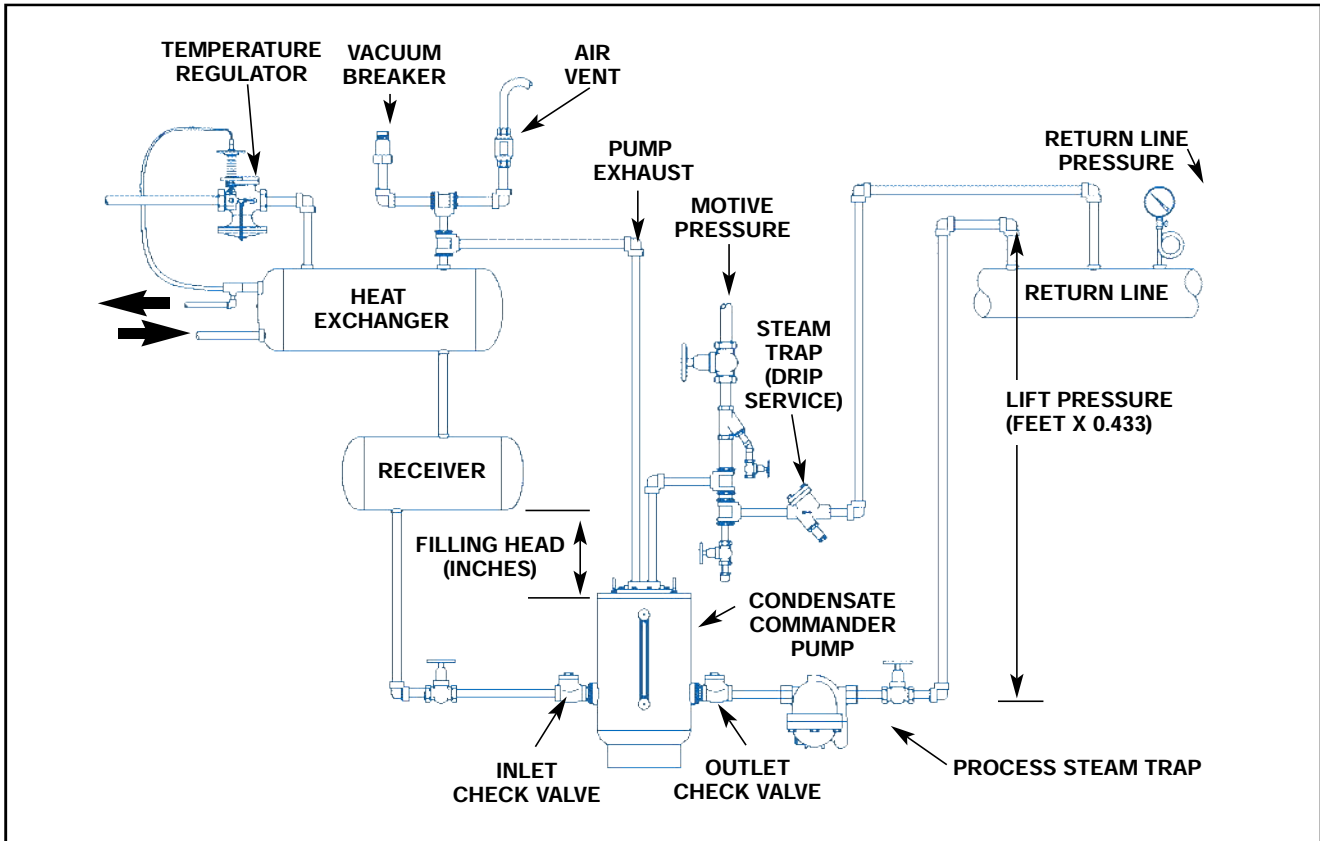 TEMPERATURE
REGULATOR
VACUUM
BREAKER
AIR
VENT
PUMP
EXHAUST
MOTIVE
PRESSURE
RETURN LINE
PRESSURE
HEAT
EXCHANGER
RETURN LINE
STEAM
TRAP
(DRIP
SERVICE)
LIFT PRESSURE
(FEET X 0.433)
RECEIVER
FILLING HEAD
(INCHES)
CONDENSATE
COMMANDER
PUMP
INLET
CHECK VALVE
OUTLET
CHECK VALVE
PROCESS STEAM TRAP